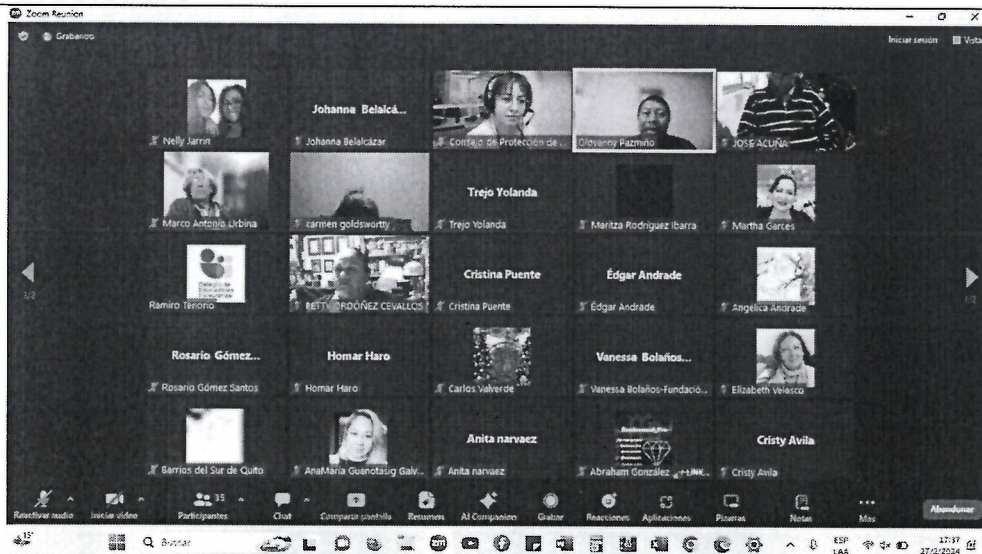 Zoom Reunion
Grabando
Iniciar sesión Vista
Nelly Jarrin
Johanna Belalcá...
Johanna Belalcázar
Consejo de Protección de ...
Giovanny Pazmiño
JOSE ACUÑA
Marco Antonio Urbina
carmen goldswortty
Trejo Yolanda
Trejo Yolanda
Maritza Rodríguez Ibarra
Martha Garces
Ramiro Tenorio
BETTY ORDÓÑEZ CEVALLOS
Cristina Puente
Cristina Puente
Édgar Andrade
Édgar Andrade
Angélica Andrade
1/2
1/2
Rosario Gómez...
Rosario Gómez Santos
Homar Haro
Homar Haro
Carlos Valverde
Vanessa Bolaños...
Vanessa Bolaños-Fundació...
Elizabeth Velasco
Barrios del Sur de Quito
AnaMaria Guanotasig Galv...
Anita narvaez
Anita narvaez
Abraham González
Cristy Avila
Cristy Avila
Reactivar audio Iniciar video Participantes 35 Chat Compartir pantalla Resumen AI Companion Grabar Reacciones Aplicaciones Pizarras Notas Más Abandonar
15°
Buscar
ESP
LAA
17:37
27/2/2024